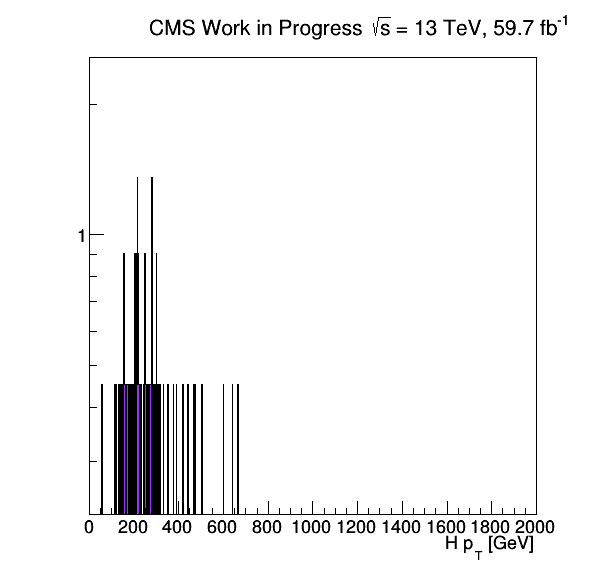 CMS Work in Progress √s = 13 TeV, 59.7 fb⁻¹
1
0 200 400 600 800 1000 1200 1400 1600 1800 2000
H p_T [GeV]